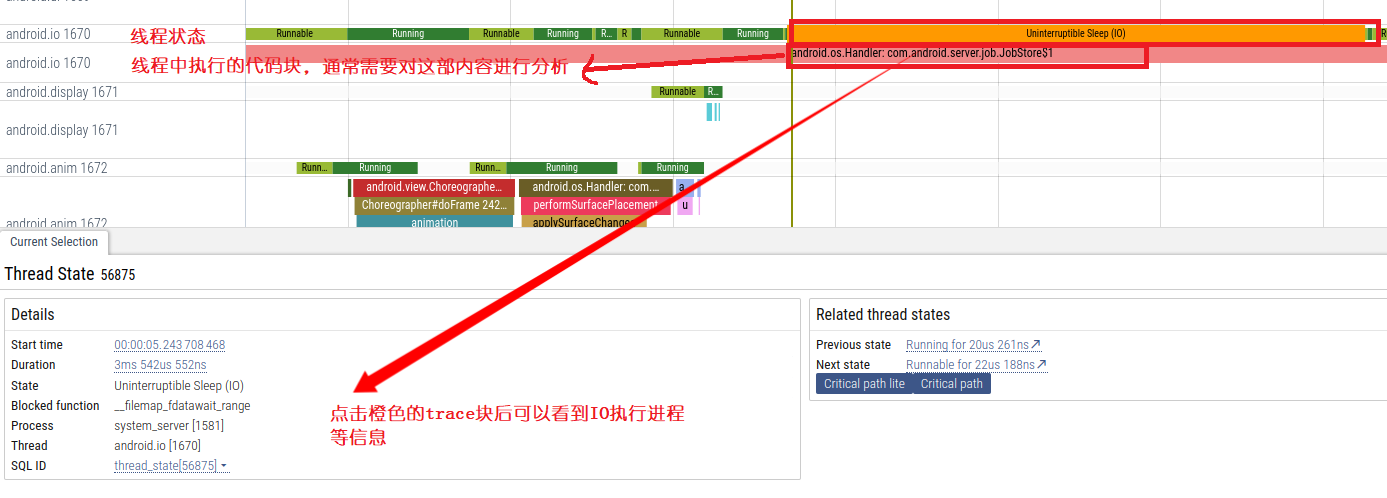 android.io 1670
线程状态
Runnable
Running
Runnable
Running
R...
R
Runnable
Running
Uninterruptible Sleep (IO)
android.io 1670
线程中执行的代码块，通常需要对这部内容进行分析
android.os.Handler: com.android.server.job.JobStore$1
android.display 1671
Runnable
R...
android.display 1671
android.anim 1672
Runn...
Running
Runn...
Running
Running
android.view.Choreographe...
android.os.Handler: com....
a
Choreographer#doFrame 242...
performSurfacePlacement
u
android.anim 1672
animation
applySurfaceChange
Current Selection
Thread State 56875
Details
Start time 00:00:05.243 708 468
Duration 3ms 542us 552ns
State Uninterruptible Sleep (IO)
Blocked function __filemap_fdatawait_range
Process system_server [1581]
Thread android.io [1670]
SQL ID thread_state[56875]
点击橙色的trace块后可以看到IO执行进程
等信息
Related thread states
Previous state Running for 20us 261ns
Next state Runnable for 22us 188ns
Critical path lite
Critical path